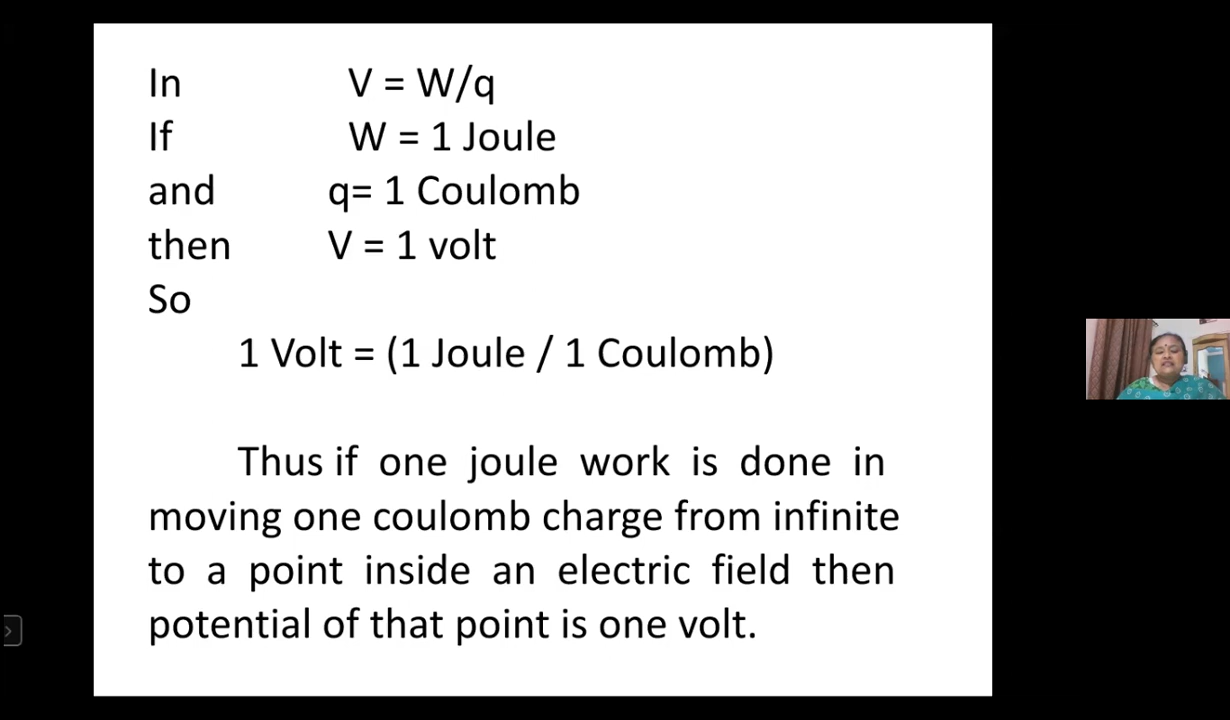 In V = W/q
If W = 1 Joule
and q= 1 Coulomb
then V = 1 volt
So
1 Volt = (1 Joule / 1 Coulomb)
Thus if one joule work is done in
moving one coulomb charge from infinite
to a point inside an electric field then
potential of that point is one volt.